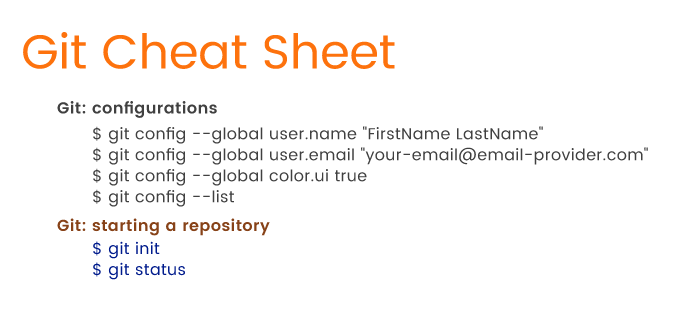 Git Cheat Sheet
Git: configurations
$ git config --global user.name "FirstName LastName"
$ git config --global user.email "your-email@email-provider.com"
$ git config --global color.ui true
$ git config --list
Git: starting a repository
$ git init
$ git status